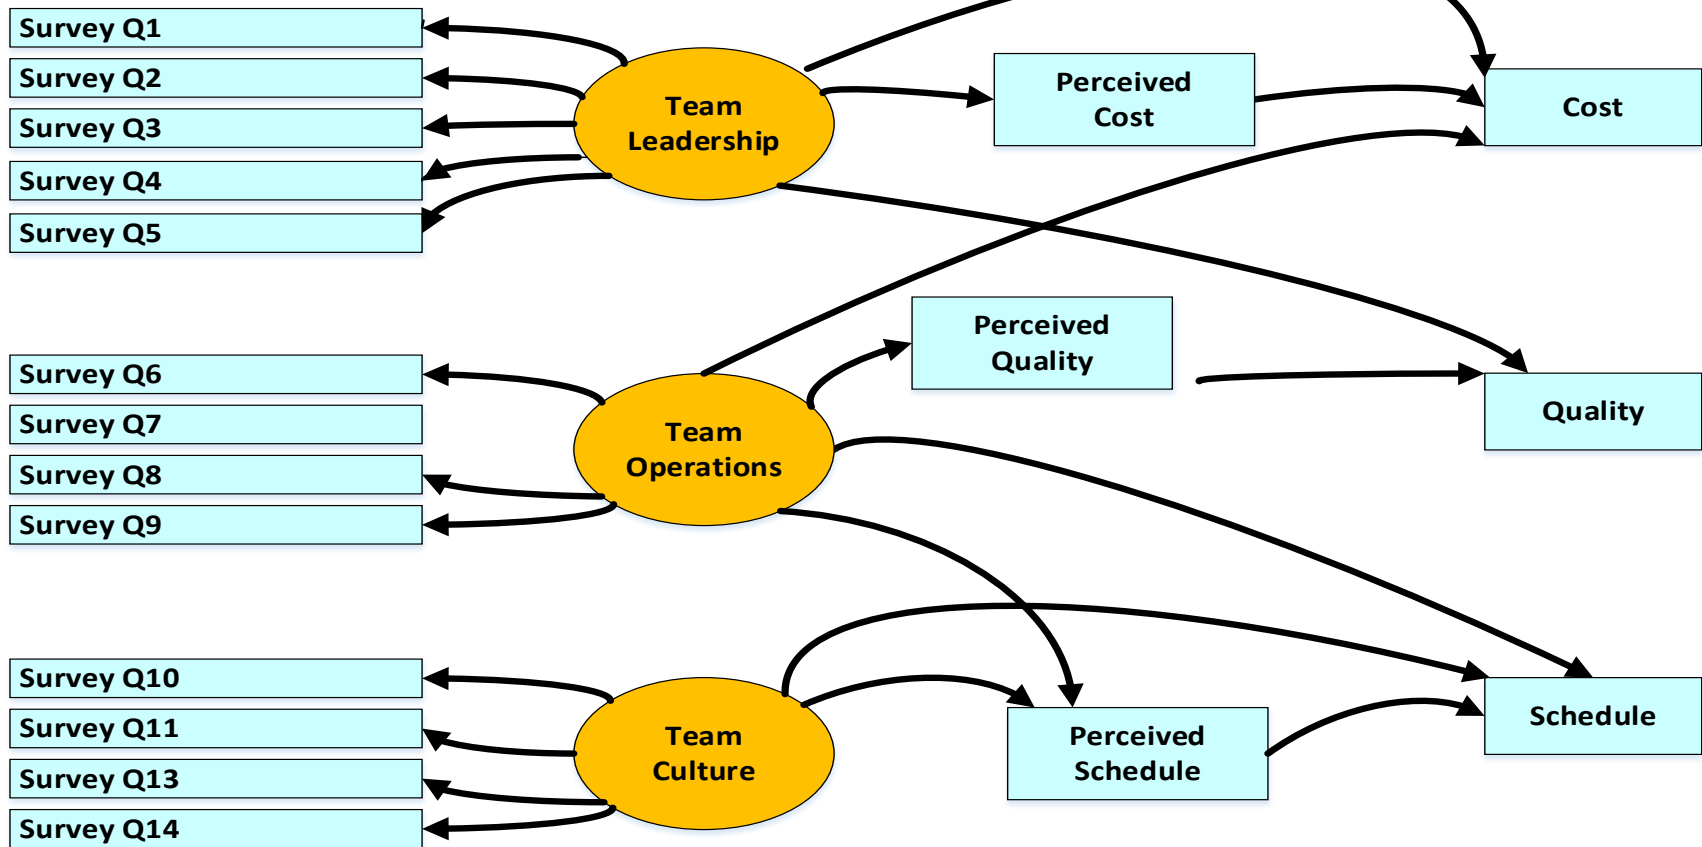 Survey Q1
Survey Q2
Survey Q3
Survey Q4
Survey Q5
Team
Leadership
Perceived
Cost
Cost
Survey Q6
Survey Q7
Survey Q8
Survey Q9
Team
Operations
Perceived
Quality
Quality
Survey Q10
Survey Q11
Survey Q13
Survey Q14
Team
Culture
Perceived
Schedule
Schedule